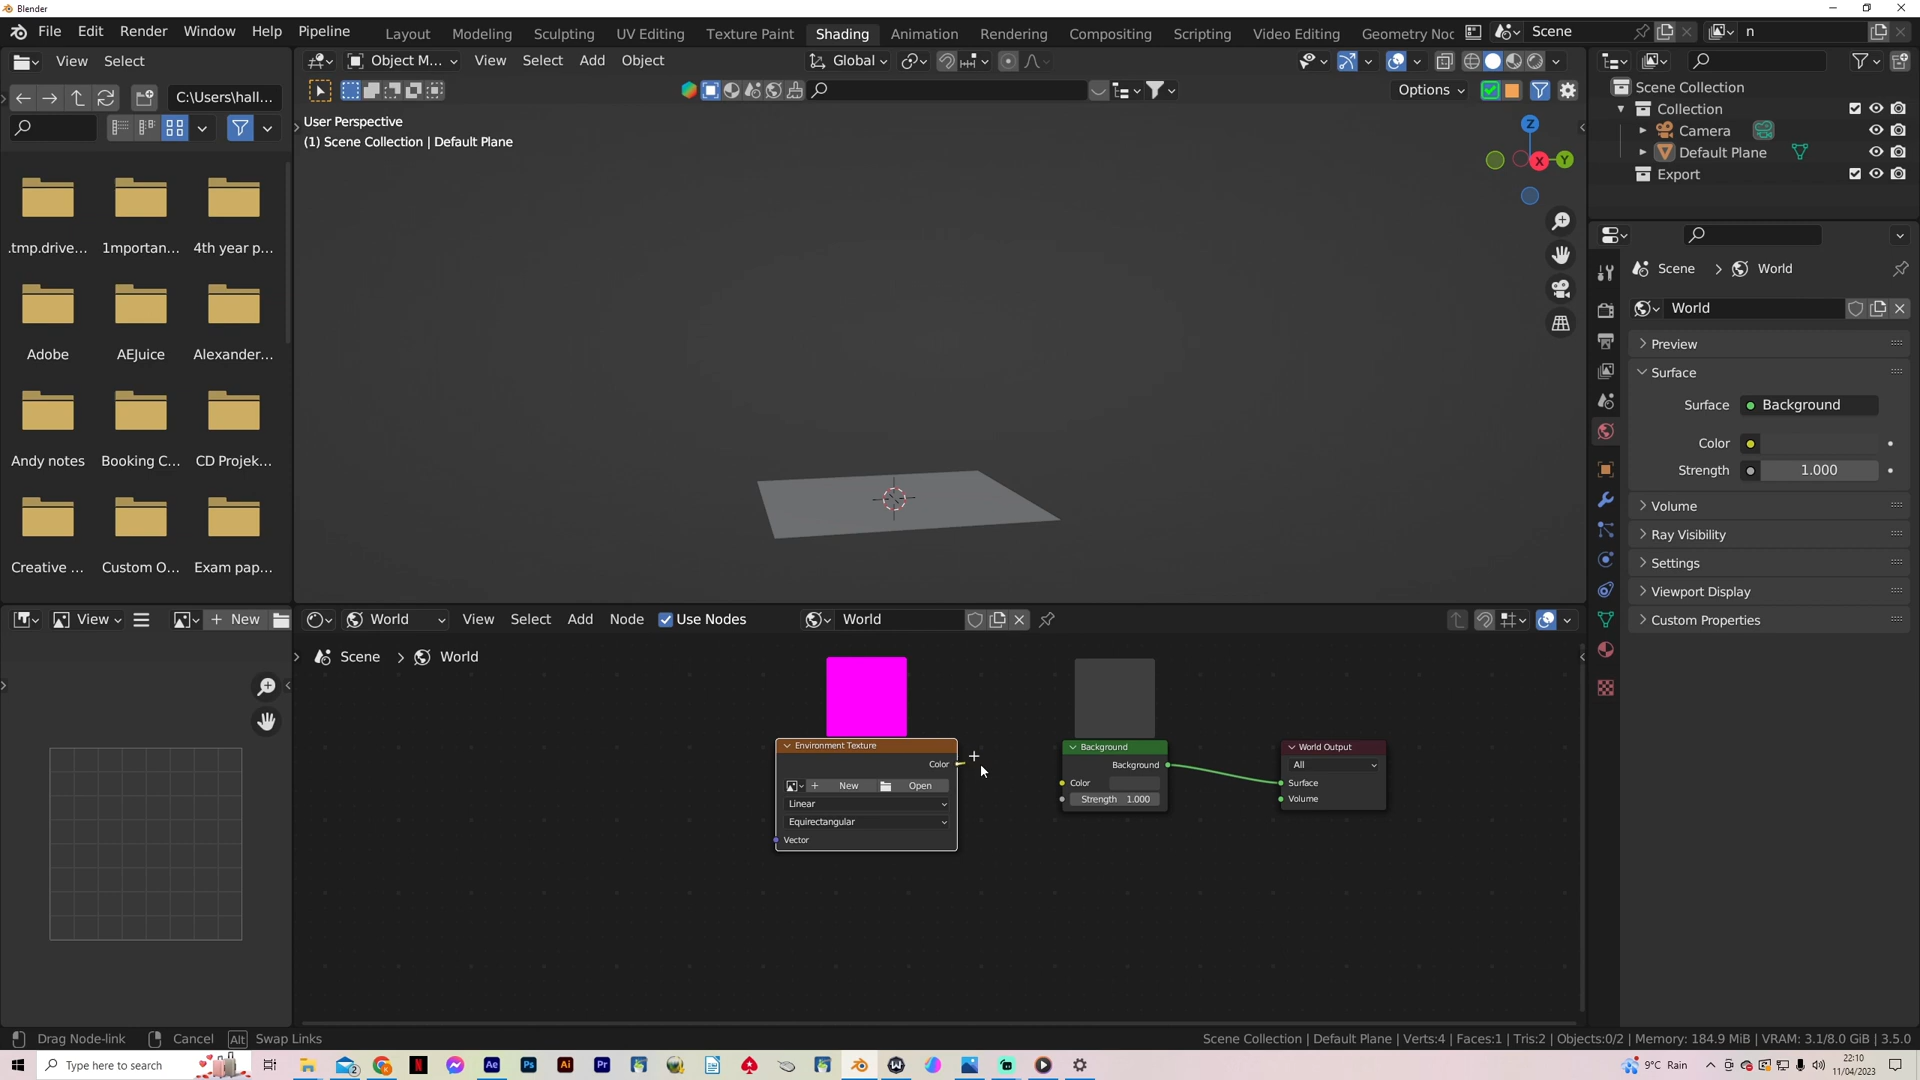 Blender
File Edit Render Window Help Pipeline
Layout Modeling Sculpting UV Editing Texture Paint Shading Animation Rendering Compositing Scripting Video Editing Geometry Noc
Scene
n
View Select
C:\Users\hall...
Object M... View Select Add Object
Global
Options
User Perspective
(1) Scene Collection | Default Plane
Z
X
Y
.tmp.drive... 1mportan... 4th year p...
Adobe AEJuice Alexander...
Andy notes Booking C... CD Projek...
Creative ... Custom O... Exam pap...
Scene Collection
Collection
Camera
Default Plane
Export
Scene > World
World
Preview
Surface
Surface Background
Color
Strength 1.000
Volume
Ray Visibility
Settings
Viewport Display
Custom Properties
View
+ New
World View Select Add Node Use Nodes
World
Scene > World
Environment Texture
Color
+ New Open
Linear
Equirectangular
Vector
Background
Background
Color
Strength 1.000
World Output
All
Surface
Volume
Drag Node-link Cancel Alt Swap Links
Scene Collection | Default Plane | Verts:4 | Faces:1 | Tris:2 | Objects:0/2 | Memory: 184.9 MiB | VRAM: 3.1/8.0 GiB | 3.5.0
Type here to search
2
Ae Ps Ai Pr
9°C Rain
22:10
11/04/2023